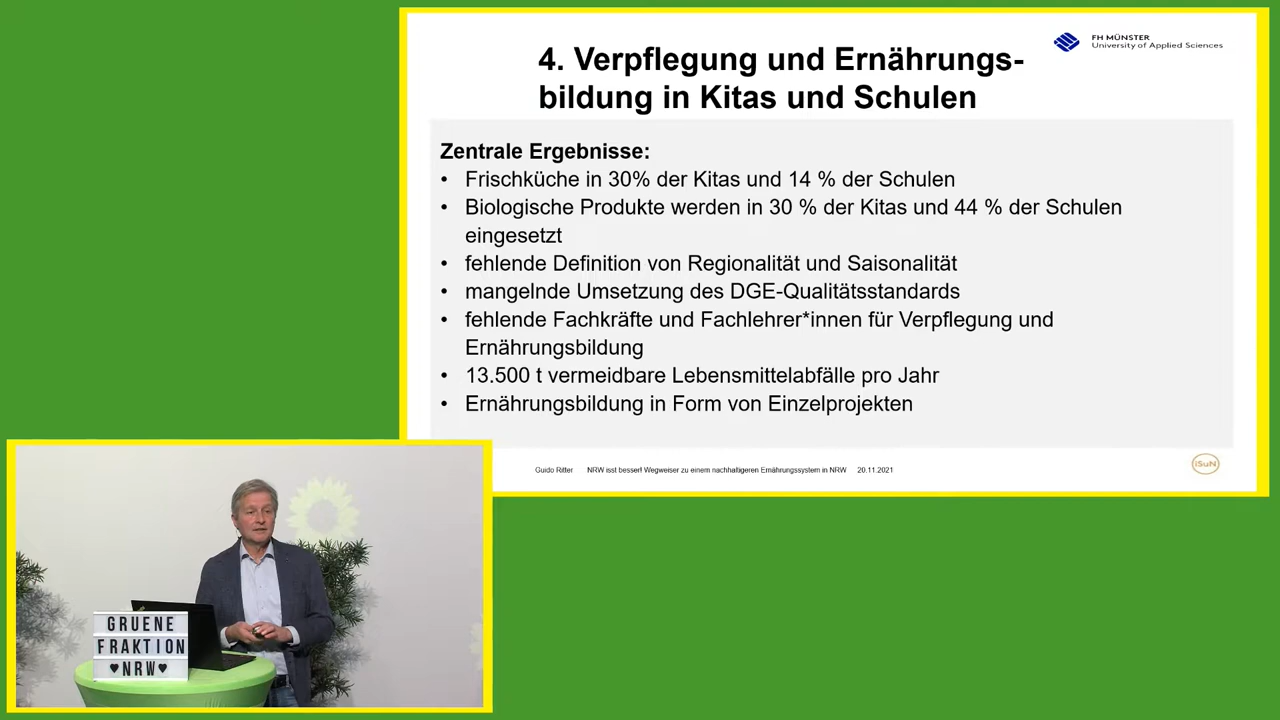 FH MÜNSTER
University of Applied Sciences
4. Verpflegung und Ernährungs-
bildung in Kitas und Schulen
Zentrale Ergebnisse:
• Frischküche in 30% der Kitas und 14 % der Schulen
• Biologische Produkte werden in 30 % der Kitas und 44 % der Schulen
eingesetzt
• fehlende Definition von Regionalität und Saisonalität
• mangelnde Umsetzung des DGE-Qualitätsstandards
• fehlende Fachkräfte und Fachlehrer*innen für Verpflegung und
Ernährungsbildung
• 13.500 t vermeidbare Lebensmittelabfälle pro Jahr
• Ernährungsbildung in Form von Einzelprojekten
Guido Ritter NRW isst besser! Wegweiser zu einem nachhaltigeren Ernährungssystem in NRW 20.11.2021
iSuN
GRUENE
FRAKTION
♥NRW♥